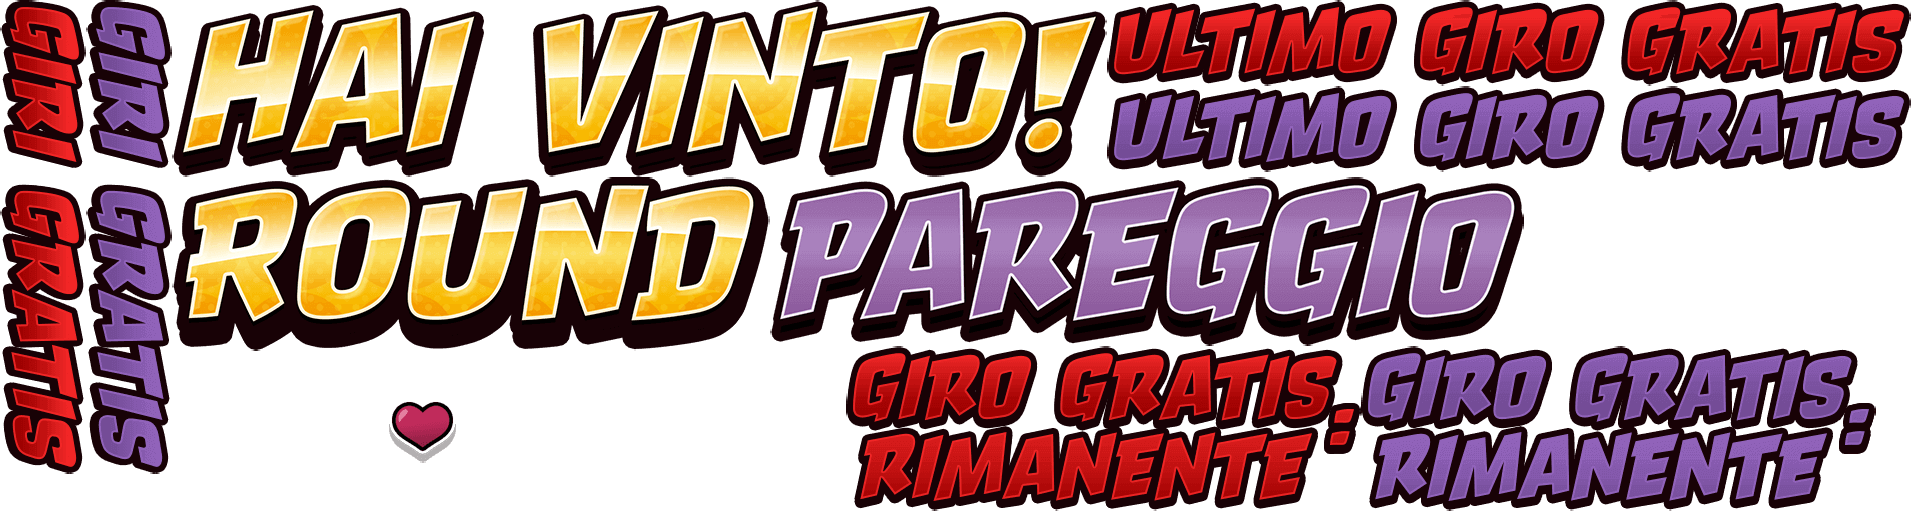 GIRI
GIRI
HAI VINTO!
ULTIMO GIRO GRATIS
ULTIMO GIRO GRATIS
GRATIS
GRATIS
ROUND
PAREGGIO
GIRO GRATIS
RIMANENTE:
GIRO GRATIS
RIMANENTE: